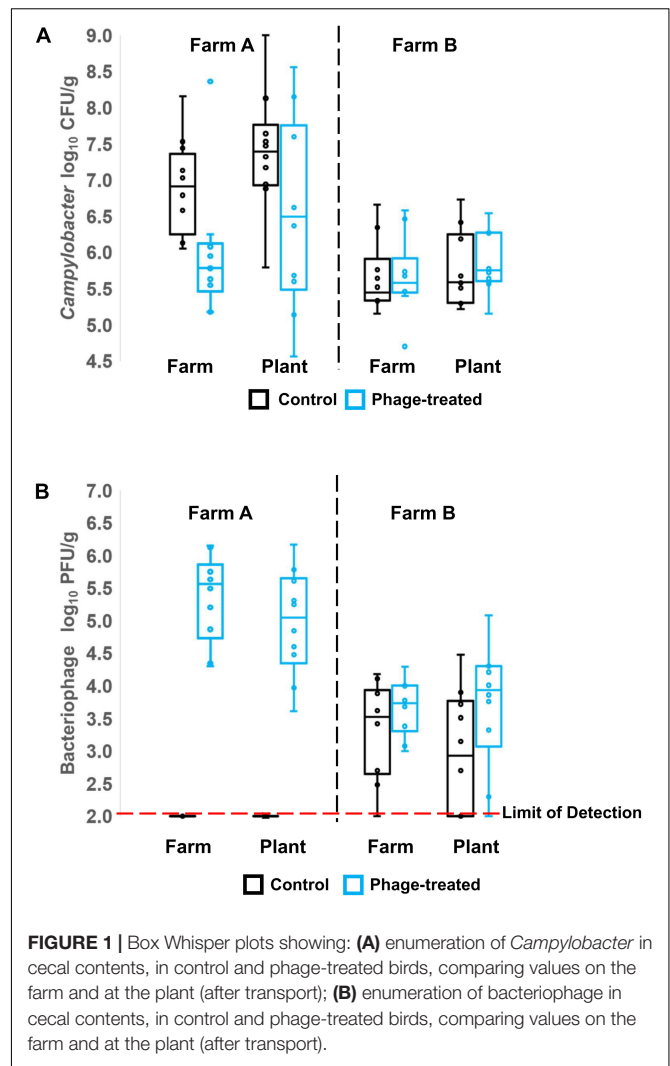 A
Farm A
Farm B
Campylobacter log10 CFU/g
9.0
8.5
8.0
7.5
7.0
6.5
6.0
5.5
5.0
4.5
Farm
Plant
Farm
Plant
Control
Phage-treated
B
Farm A
Farm B
Bacteriophage log10 PFU/g
7.0
6.5
6.0
5.5
5.0
4.5
4.0
3.5
3.0
2.5
2.0
Limit of Detection
Farm
Plant
Farm
Plant
Control
Phage-treated
FIGURE 1 | Box Whisper plots showing: (A) enumeration of Campylobacter in
cecal contents, in control and phage-treated birds, comparing values on the
farm and at the plant (after transport); (B) enumeration of bacteriophage in
cecal contents, in control and phage-treated birds, comparing values on the
farm and at the plant (after transport).